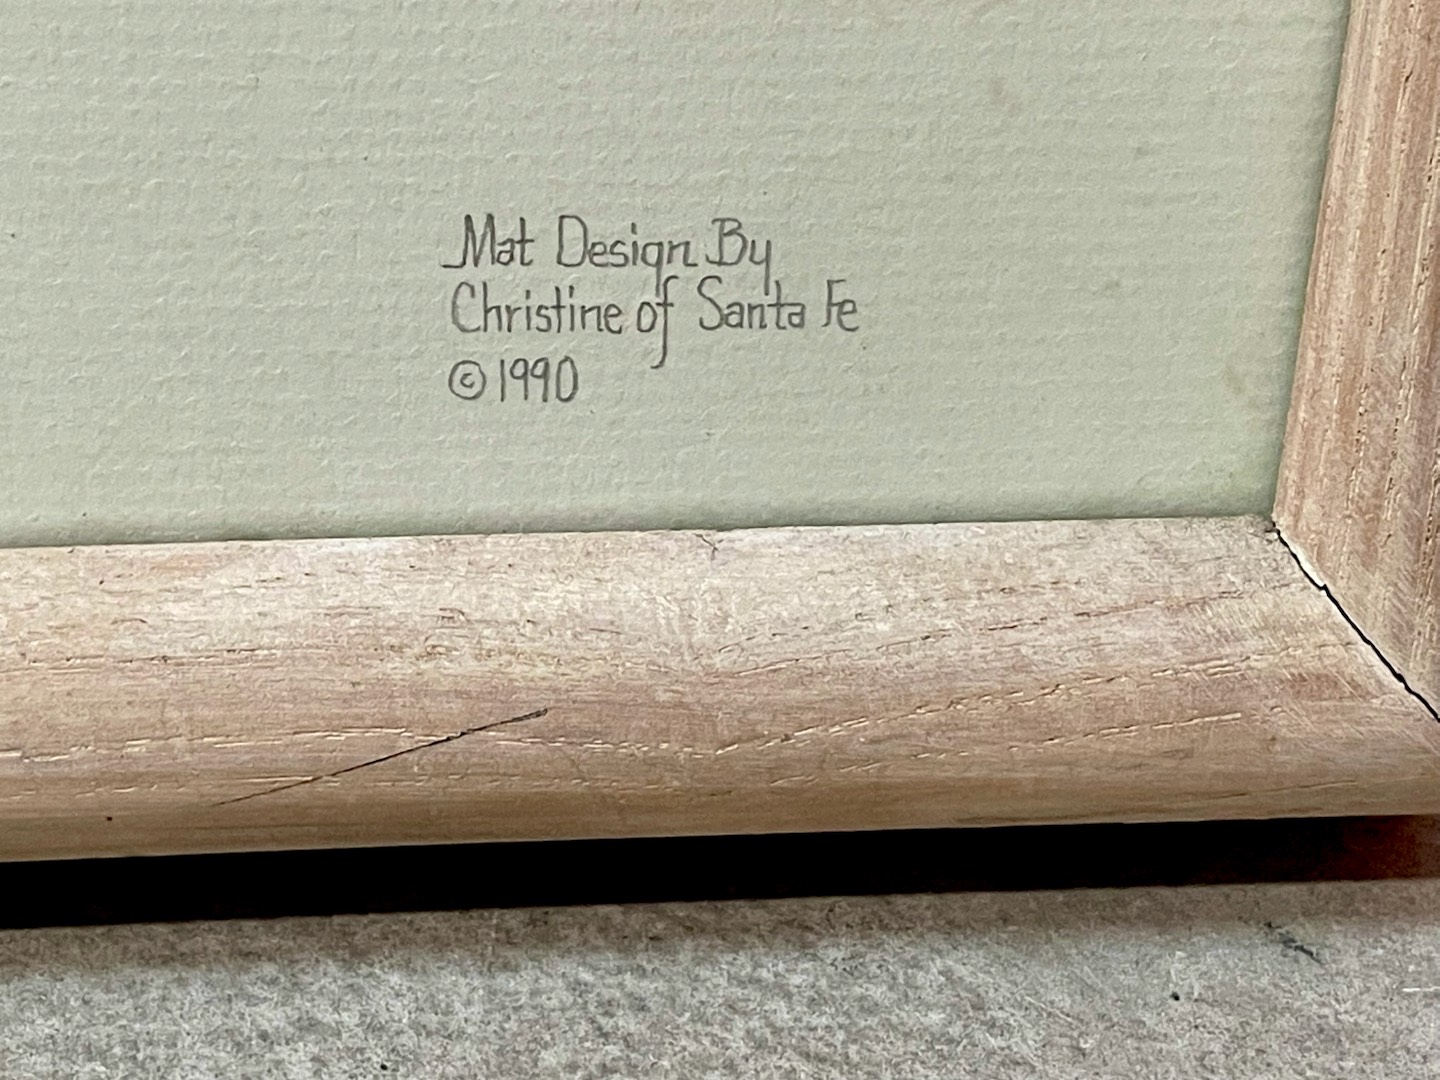 Mat Design By
Christine of Santa Fe
©1990